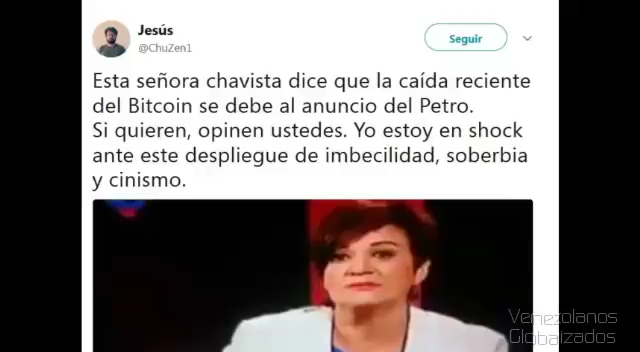 Jesús
@ChuZen1
Seguir
Esta señora chavista dice que la caída reciente
del Bitcoin se debe al anuncio del Petro.
Si quieren, opinen ustedes. Yo estoy en shock
ante este despliegue de imbecilidad, soberbia
y cinismo.
Venezolanos
Globalizados